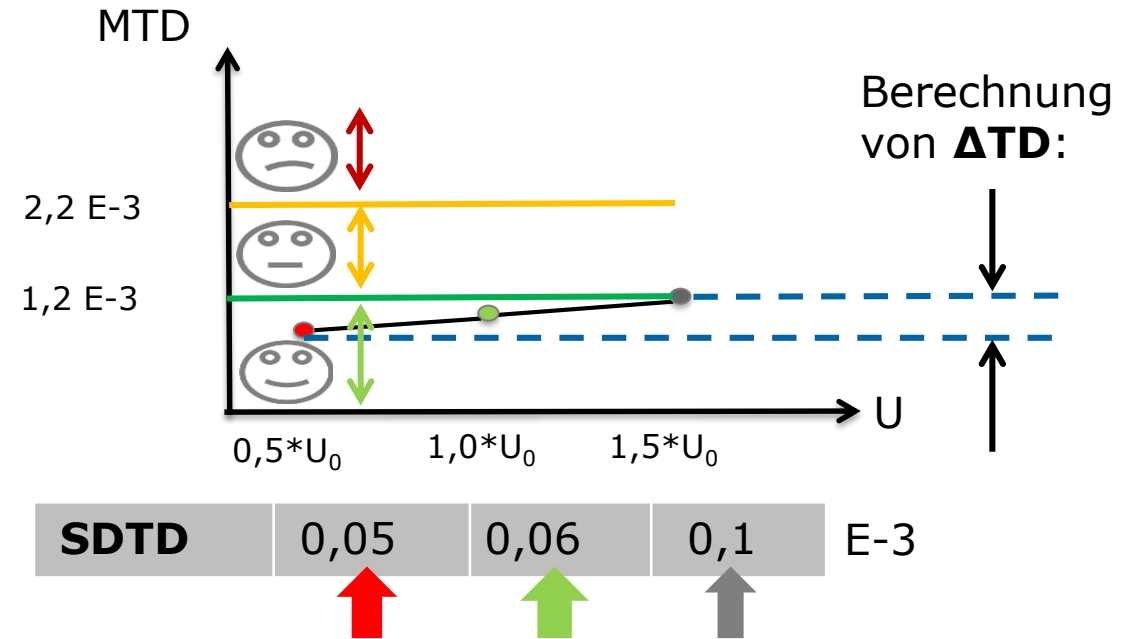 MTD
Berechnung
von ΔTD:
2,2 E-3
1,2 E-3
U
0,5*U₀
1,0*U₀
1,5*U₀
SDTD 0,05 0,06 0,1 E-3